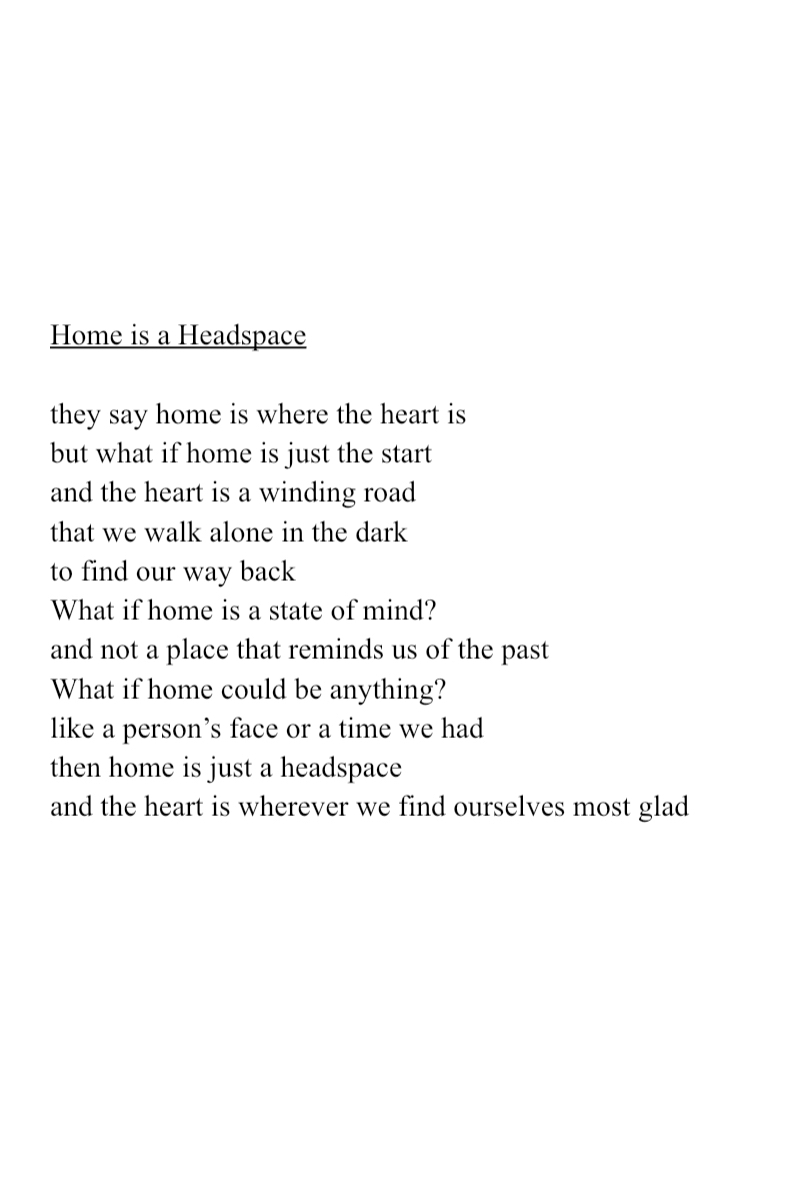 Home is a Headspace
they say home is where the heart is
but what if home is just the start
and the heart is a winding road
that we walk alone in the dark
to find our way back
What if home is a state of mind?
and not a place that reminds us of the past
What if home could be anything?
like a person’s face or a time we had
then home is just a headspace
and the heart is wherever we find ourselves most glad